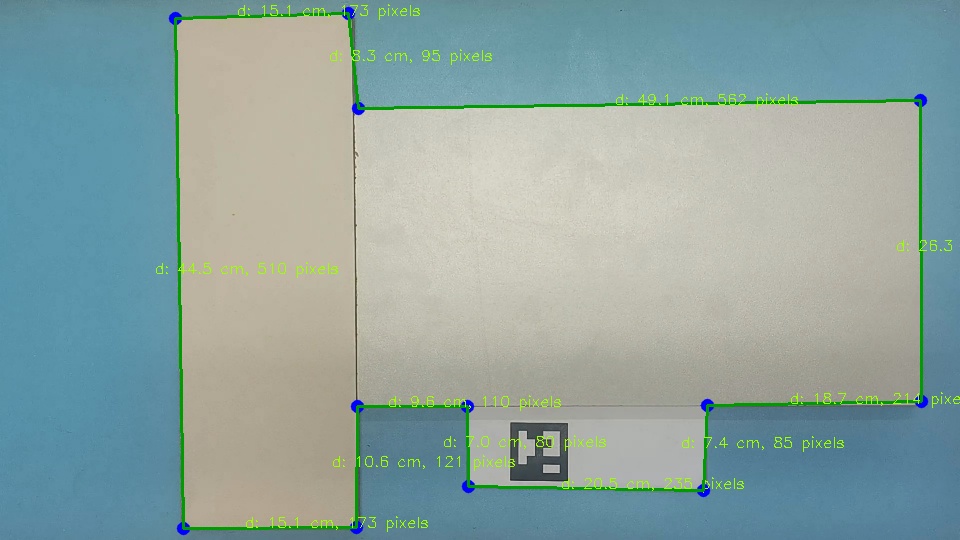 d: 15.1 cm, 173 pixels
d: 8.3 cm, 95 pixels
d: 49.1 cm, 562 pixels
d: 26.3
d: 44.5 cm, 510 pixels
d: 9.6 cm, 110 pixels
d: 18.7 cm, 214 pixe
d: 7.0 cm, 80 pixels
d: 7.4 cm, 85 pixels
d: 10.6 cm, 121 pixels
d: 20.5 cm, 235 pixels
d: 15.1 cm, 173 pixels